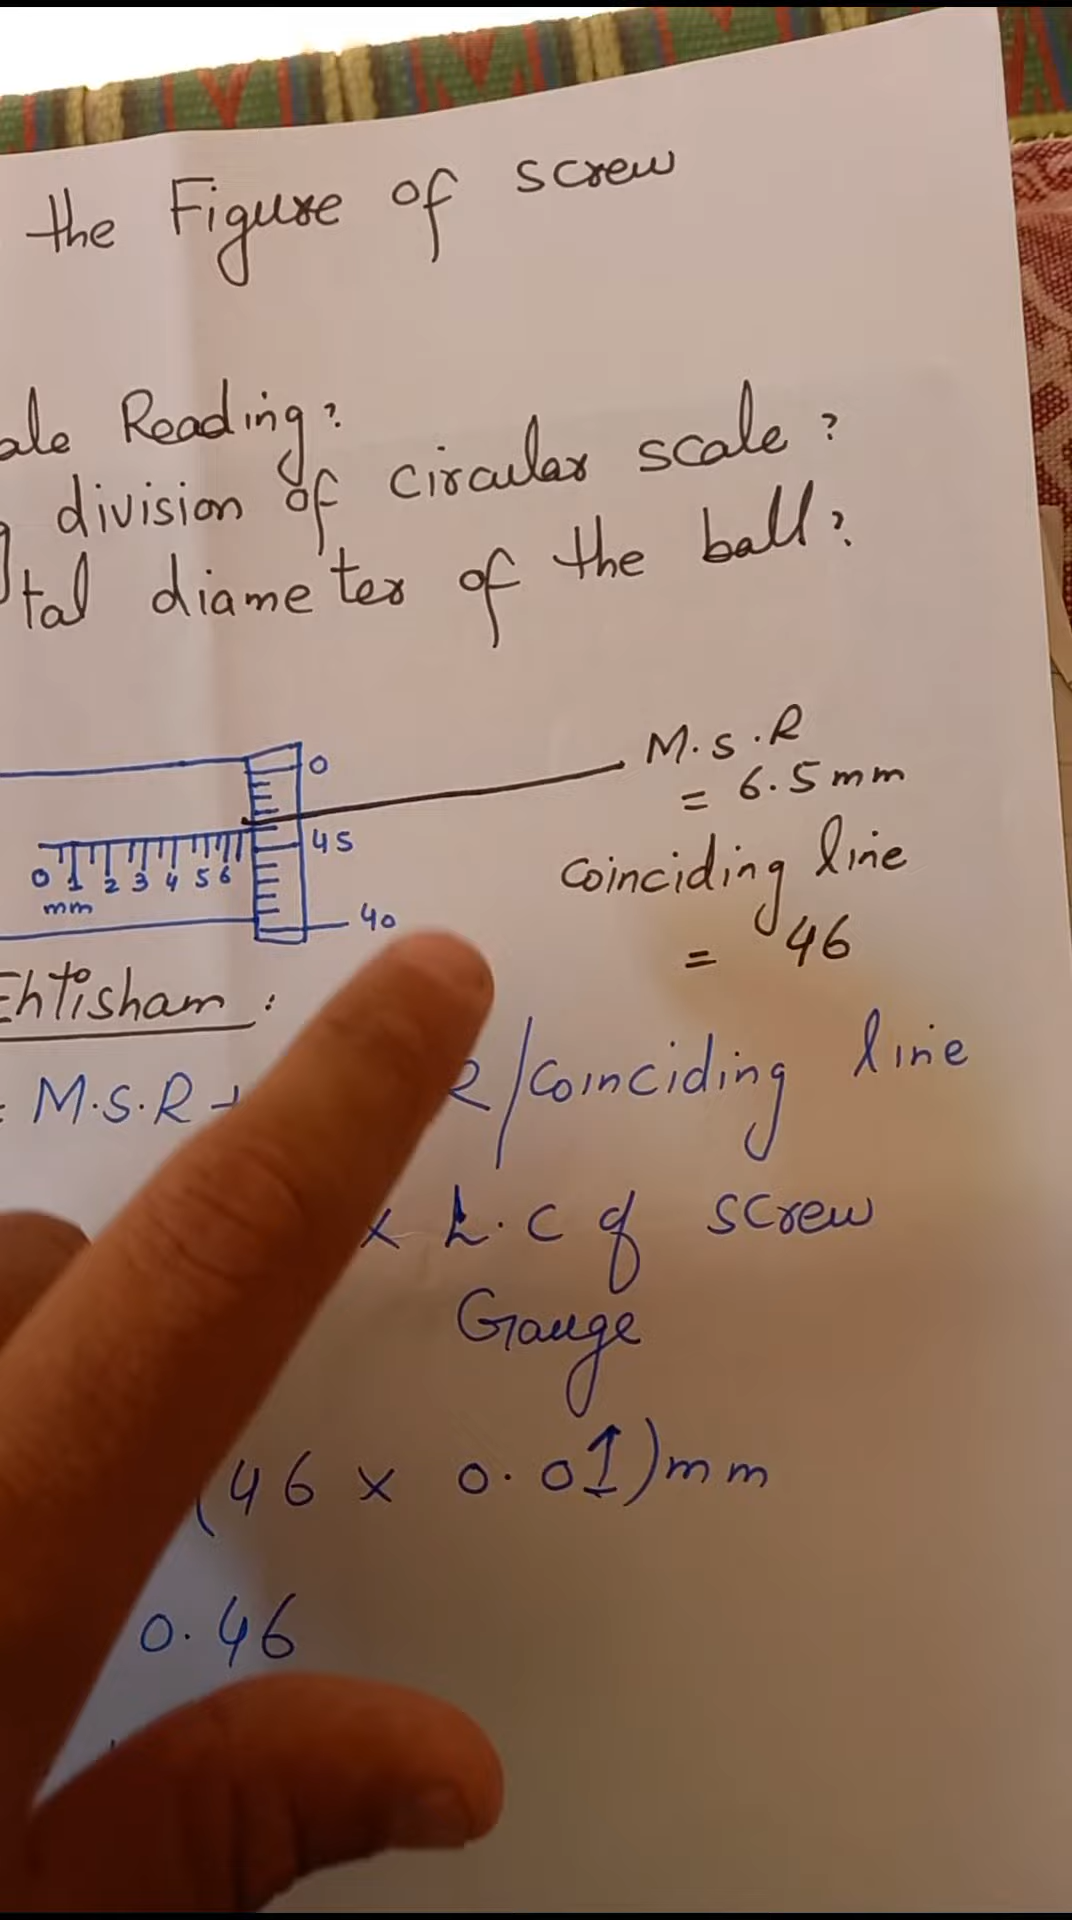 the Figure of screw
Reading?
division of circular scale?
diameter of the ball?
M.S.R
= 6.5mm
0
45
0 1 2 3 4 5 6
mm
40
Coinciding line
= 46
Ehtisham:
= M.S.R + R/Coinciding line
x L.C of screw
Gauge
(46 x 0.01)mm
0.46